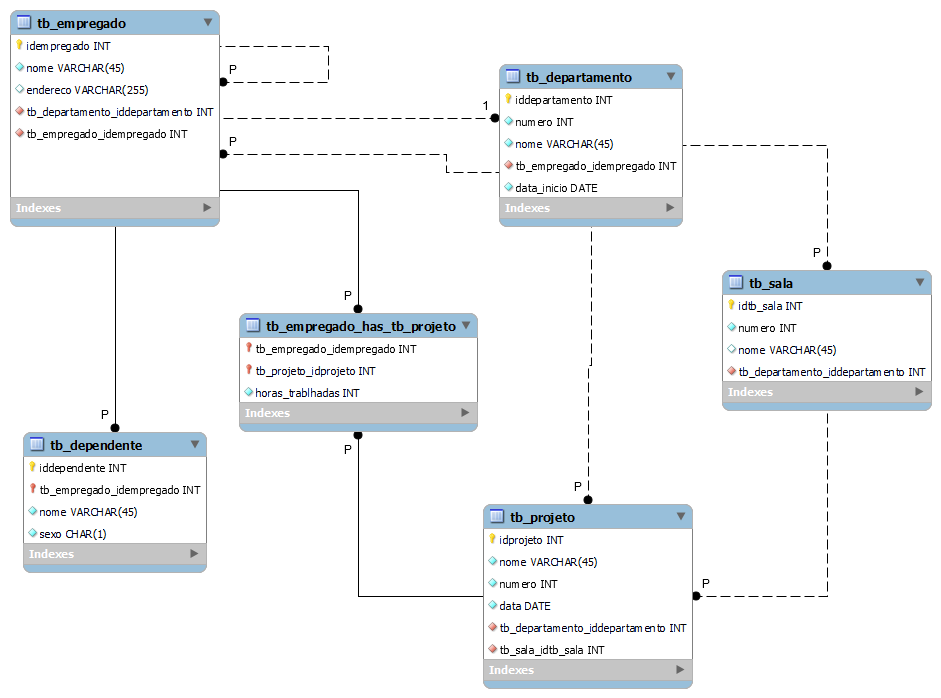 tb_empregado
idempregado INT
nome VARCHAR(45)
endereco VARCHAR(255)
tb_departamento_iddepartamento INT
tb_empregado_idempregado INT
Indexes
P
1
P
tb_departamento
iddepartamento INT
numero INT
nome VARCHAR(45)
tb_empregado_idempregado INT
data_inicio DATE
Indexes
P
tb_sala
idtb_sala INT
numero INT
nome VARCHAR(45)
tb_departamento_iddepartamento INT
Indexes
P
tb_empregado_has_tb_projeto
tb_empregado_idempregado INT
tb_projeto_idprojeto INT
horas_trablhadas INT
Indexes
P
P
tb_dependente
iddependente INT
tb_empregado_idempregado INT
nome VARCHAR(45)
sexo CHAR(1)
Indexes
P
tb_projeto
idprojeto INT
nome VARCHAR(45)
numero INT
data DATE
tb_departamento_iddepartamento INT
tb_sala_idtb_sala INT
Indexes
P